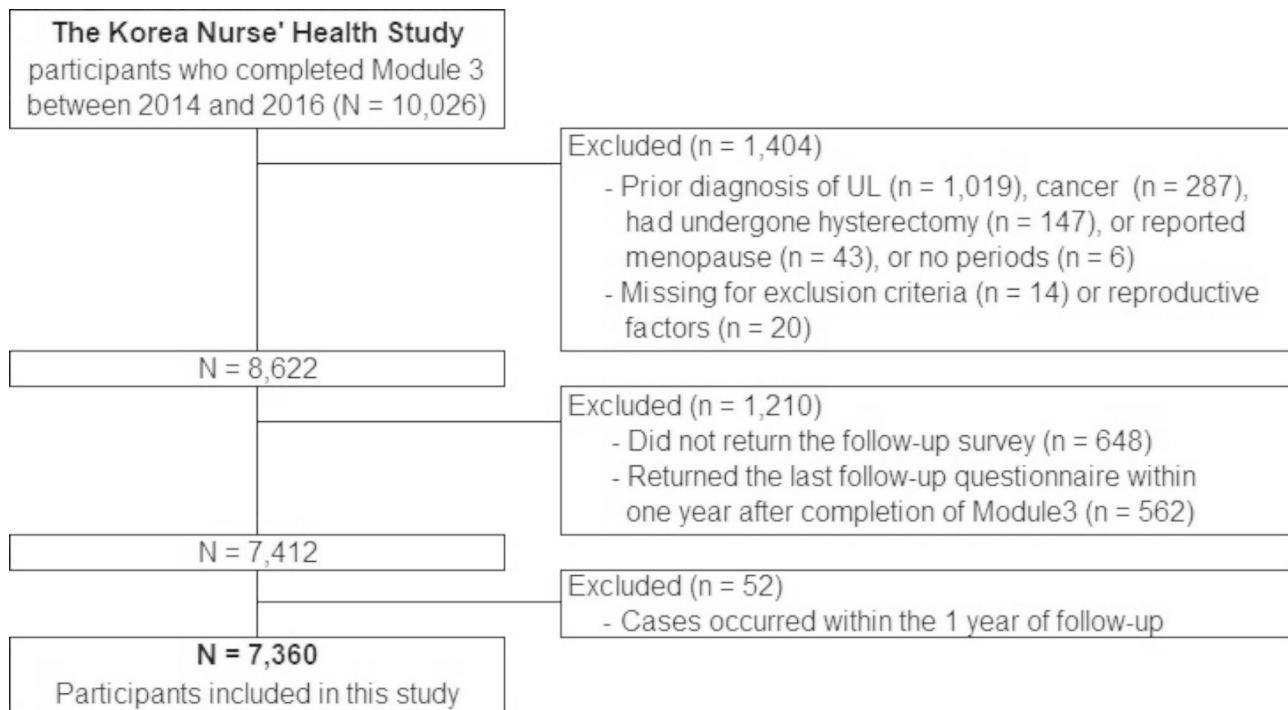 The Korea Nurse' Health Study
participants who completed Module 3
between 2014 and 2016 (N = 10,026)
Excluded (n = 1,404)
- Prior diagnosis of UL (n = 1,019), cancer (n = 287),
had undergone hysterectomy (n = 147), or reported
menopause (n = 43), or no periods (n = 6)
- Missing for exclusion criteria (n = 14) or reproductive
factors (n = 20)
N = 8,622
Excluded (n = 1,210)
- Did not return the follow-up survey (n = 648)
- Returned the last follow-up questionnaire within
one year after completion of Module3 (n = 562)
N = 7,412
Excluded (n = 52)
- Cases occurred within the 1 year of follow-up
N = 7,360
Participants included in this study